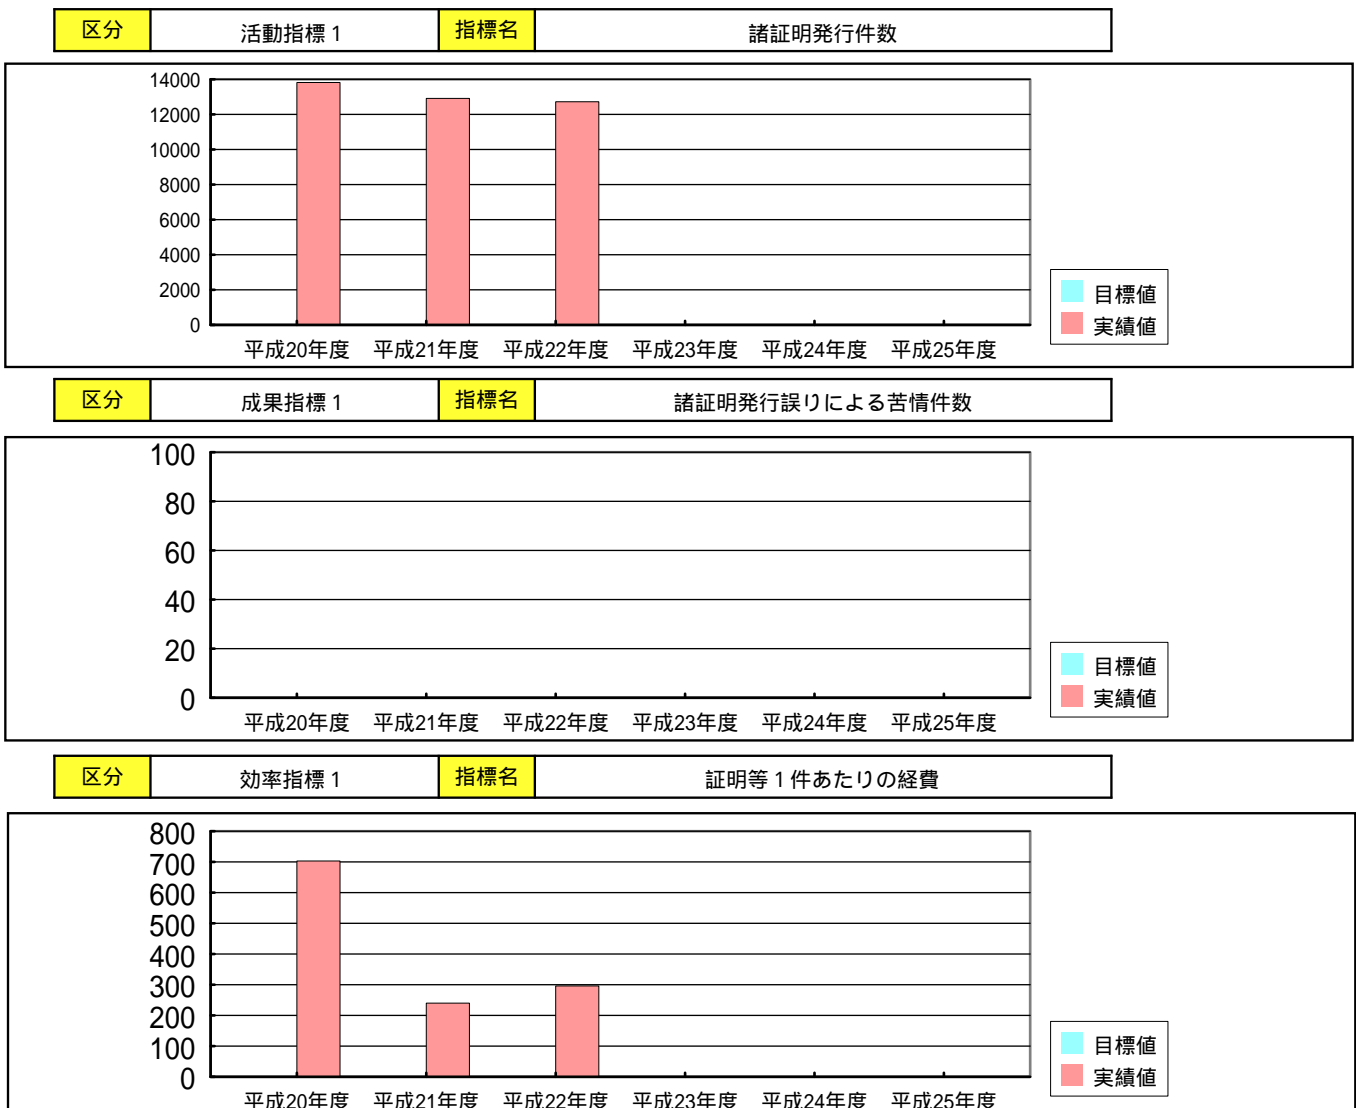 区分 活動指標1 指標名 諸証明発行件数
14000
12000
10000
8000
6000
4000
2000
0
平成20年度 平成21年度 平成22年度 平成23年度 平成24年度 平成25年度
目標値
実績値
区分 成果指標1 指標名 諸証明発行誤りによる苦情件数
100
80
60
40
20
0
平成20年度 平成21年度 平成22年度 平成23年度 平成24年度 平成25年度
目標値
実績値
区分 効率指標1 指標名 証明等1件あたりの経費
800
700
600
500
400
300
200
100
0
平成20年度 平成21年度 平成22年度 平成23年度 平成24年度 平成25年度
目標値
実績値